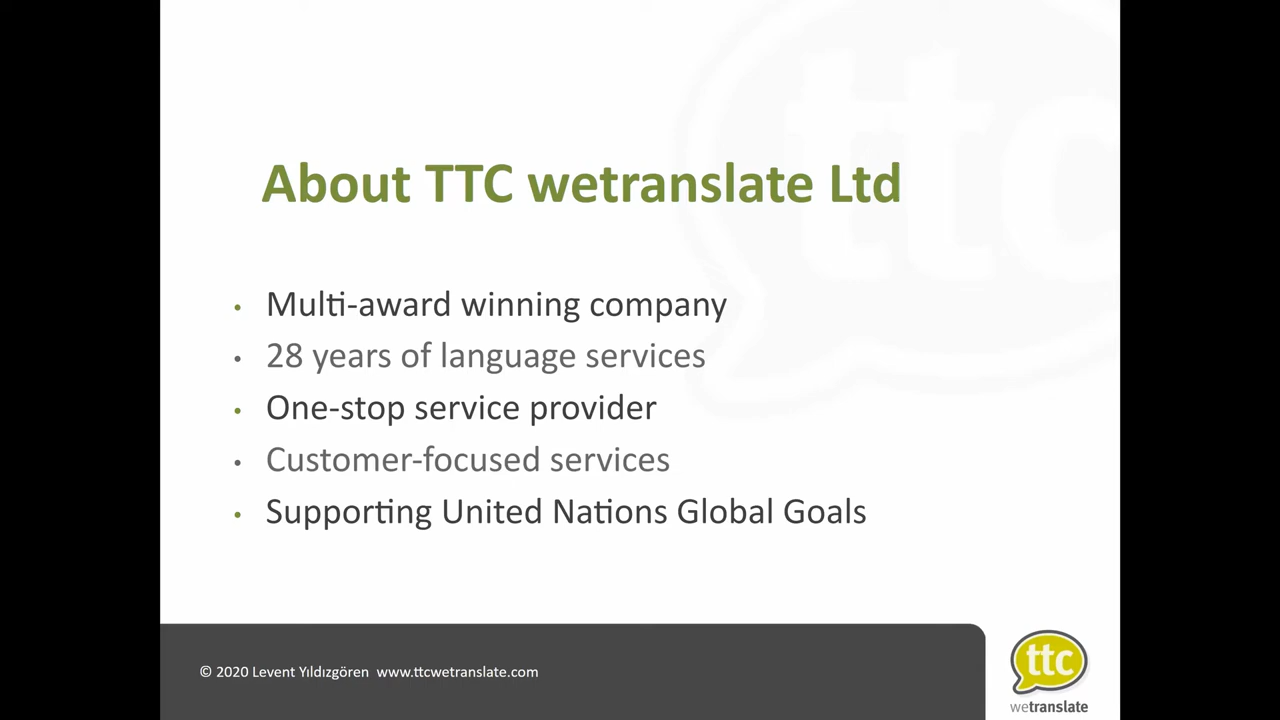 About TTC wetranslate Ltd
• Multi-award winning company
• 28 years of language services
• One-stop service provider
• Customer-focused services
• Supporting United Nations Global Goals
© 2020 Levent Yıldızgören www.ttcwetranslate.com
ttc
wetranslate
ttc